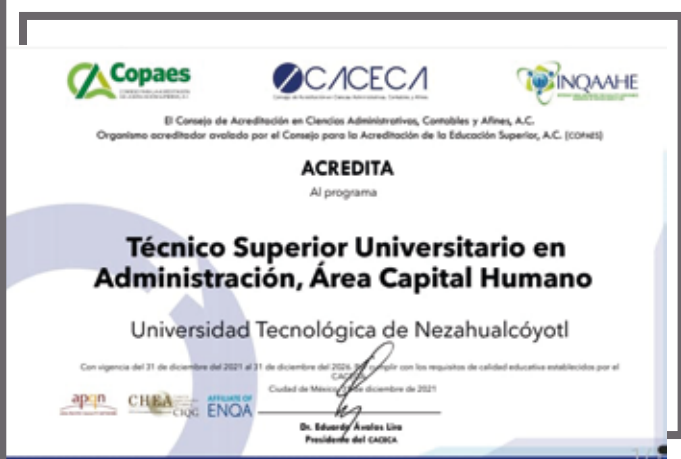 Copaes
CACECA
INQAAHE
El Consejo de Acreditación en Ciencias Administrativas, Contables y Afines, A.C.
Organismo acreditador avalado por el Consejo para la Acreditación de la Educación Superior, A.C. (COPAES)
ACREDITA
Al programa
Técnico Superior Universitario en
Administración, Área Capital Humano
Universidad Tecnológica de Nezahualcóyotl
Con vigencia del 31 de diciembre del 2021 al 31 de diciembre del 2026. Por cumplir con los requisitos de calidad educativa establecidos por el
CACECA
Ciudad de México, de diciembre de 2021
apqn
CHEA
CIQG
AFFILIATE OF
ENQA
Dr. Eduardo Ávalos Lira
Presidente del CACECA